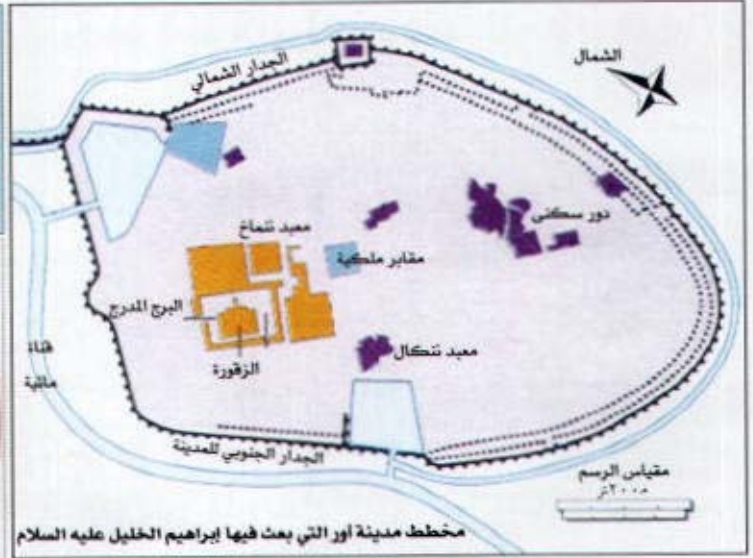 الشمال
الجدار الشمالي
دور سكنى
معبد ننماخ
مقابر ملكية
البرج المدرج
الزقورة
معبد ننكال
قناة
مائية
الجدار الجنوبي للمدينة
مقياس الرسم
مخطط مدينة أور التي بعث فيها إبراهيم الخليل عليه السلام